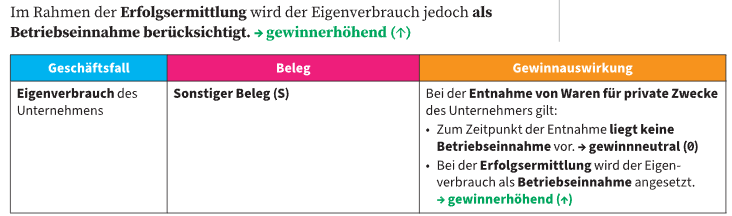 Im Rahmen der Erfolgsermittlung wird der Eigenverbrauch jedoch als
Betriebseinnahme berücksichtigt. → gewinnerhöhend (↑)
Geschäftsfall
Beleg
Gewinnauswirkung
Eigenverbrauch des
Unternehmens
Sonstiger Beleg (S)
Bei der Entnahme von Waren für private Zwecke
des Unternehmers gilt:
• Zum Zeitpunkt der Entnahme liegt keine
Betriebseinnahme vor. → gewinnneutral (0)
• Bei der Erfolgsermittlung wird der Eigen-
verbrauch als Betriebseinnahme angesetzt.
→ gewinnerhöhend (↑)